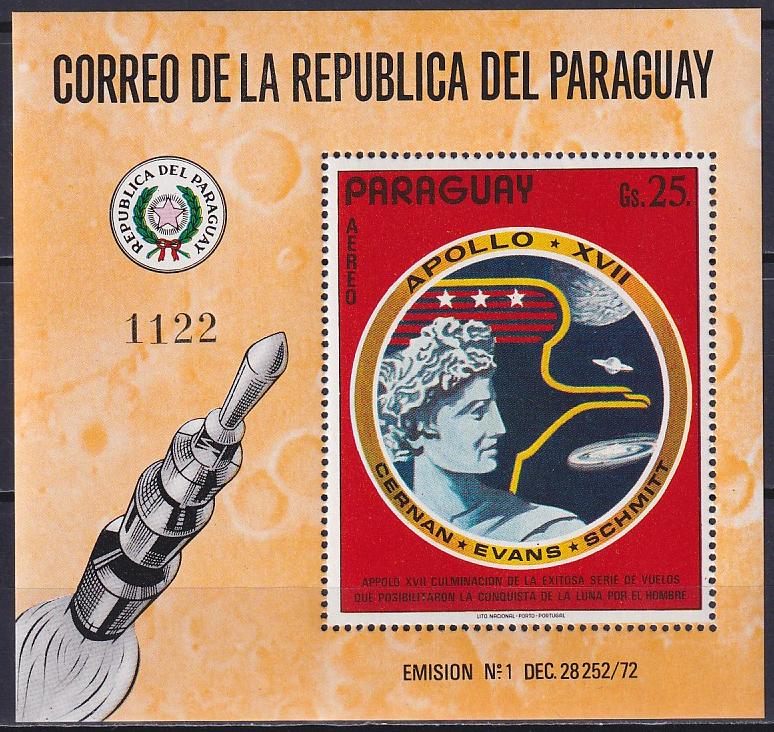 CORREO DE LA REPUBLICA DEL PARAGUAY
REPUBLICA DEL PARAGUAY
1122
PARAGUAY
Gs.25.
AEREO
APOLLO ★ XVII
CERNAN ★ EVANS ★ SCHMITT
APPOLO XVII CULMINACION DE LA EXITOSA SERIE DE VUELOS
QUE POSIBILITARON LA CONQUISTA DE LA LUNA POR EL HOMBRE
LITO. NACIONAL - PORTO - PORTUGAL
EMISION Nº 1 DEC. 28252/72